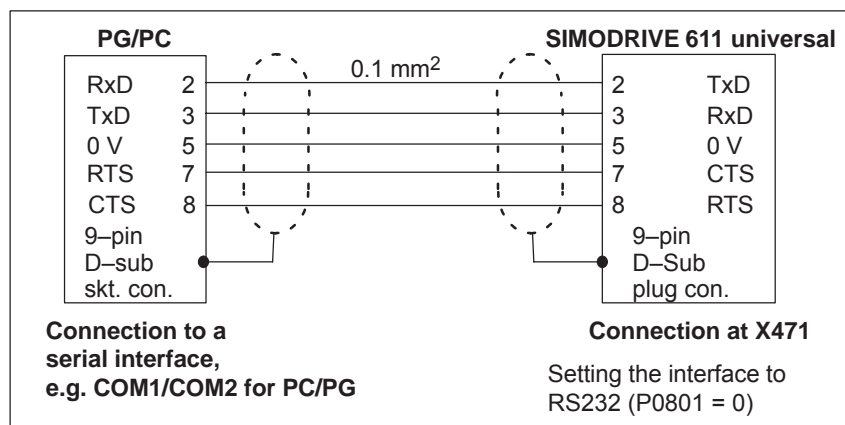 PG/PC
SIMODRIVE 611 universal
0.1 mm²
RxD 2
2 TxD
TxD 3
3 RxD
0 V 5
5 0 V
RTS 7
7 CTS
CTS 8
8 RTS
9–pin
D–sub
skt. con.
9–pin
D–Sub
plug con.
Connection to a
serial interface,
e.g. COM1/COM2 for PC/PG
Connection at X471
Setting the interface to
RS232 (P0801 = 0)